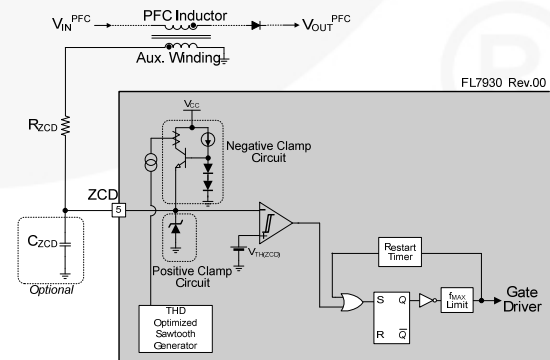 PFC Inductor
V_IN^PFC
V_OUT^PFC
Aux. Winding
FL7930 Rev.00
R_ZCD
V_CC
Negative Clamp
Circuit
ZCD
5
C_ZCD
Optional
V_TH(ZCD)
Positive Clamp
Circuit
Restart
Timer
THD
Optimized
Sawtooth
Generator
S Q
R Q̅
f_MAX
Limit
Gate
Driver
R